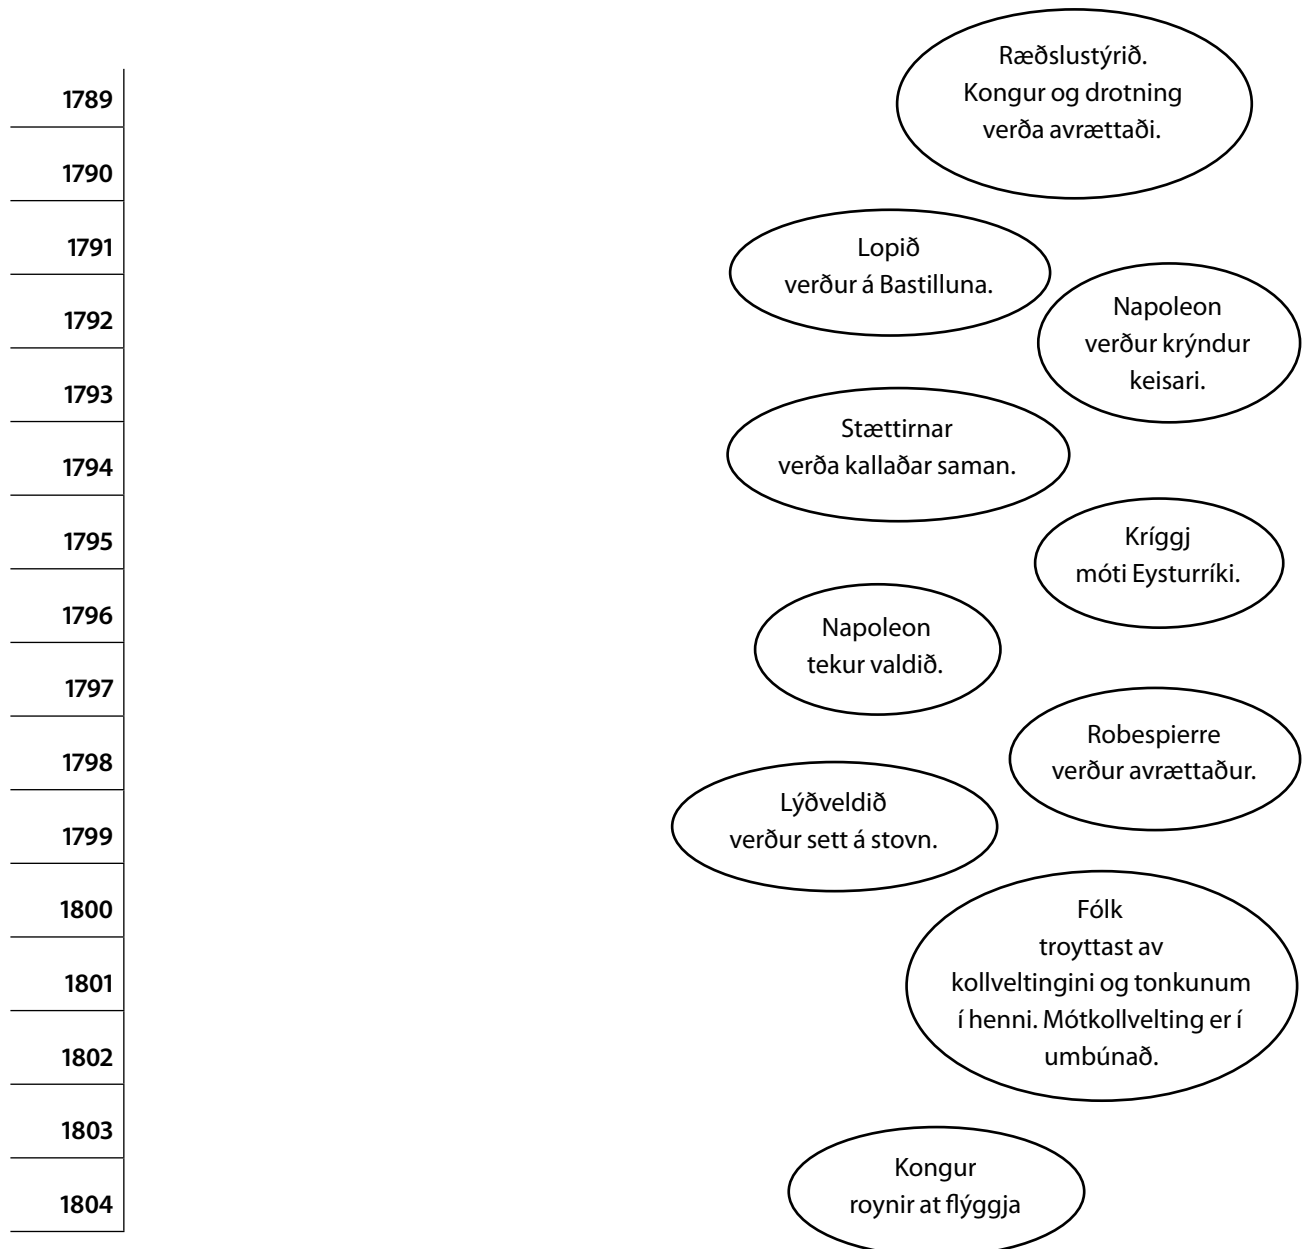 1789
1790
1791
1792
1793
1794
1795
1796
1797
1798
1799
1800
1801
1802
1803
1804
Ræðslustýrið.
Kongur og drotning
verða avrættaði.
Lopið
verður á Bastilluna.
Napoleon
verður krýndur
keisari.
Stættirnar
verða kallaðar saman.
Kríggj
móti Eysturríki.
Napoleon
tekur valdið.
Robespierre
verður avrættaður.
Lýðveldið
verður sett á stovn.
Fólk
troyttast av
kollveltingini og tonkunum
í henni. Mótkollvelting er í
umbúnað.
Kongur
roynir at flýggja